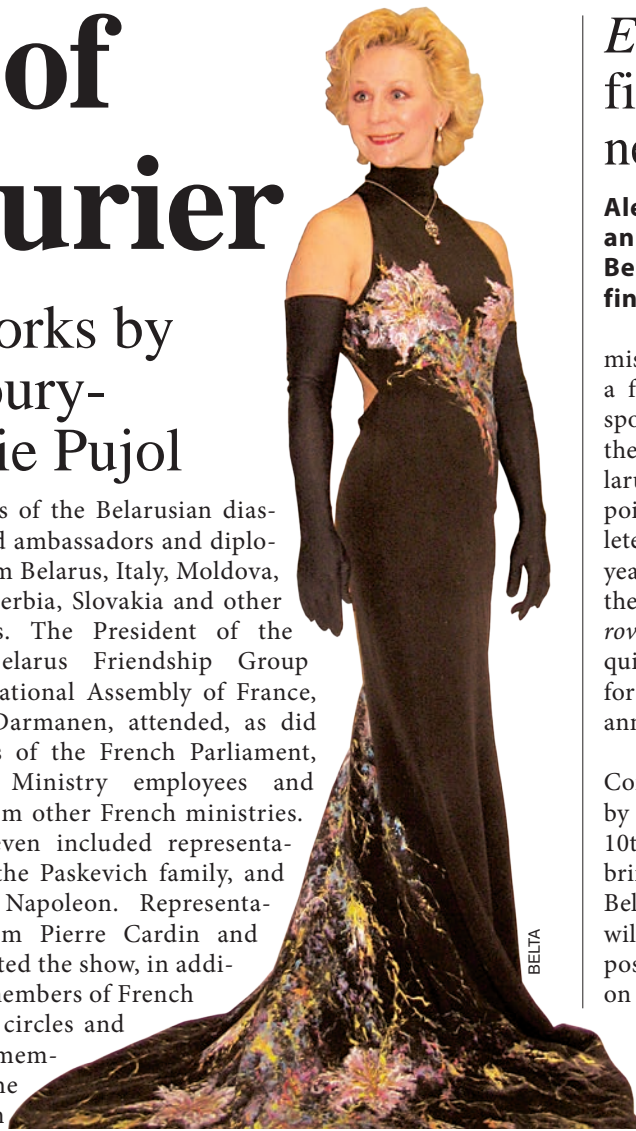 of
urier
orks by
oury-
ie Pujol
s of the Belarusian dias-
d ambassadors and diplo-
m Belarus, Italy, Moldova,
erbia, Slovakia and other
s. The President of the
elarus Friendship Group
ational Assembly of France,
Darmanen, attended, as did
s of the French Parliament,
Ministry employees and
m other French ministries.
even included representa-
the Paskevich family, and
Napoleon. Representa-
m Pierre Cardin and
ted the show, in addi-
members of French
circles and
mem-
he
n
BELTA
E
fi
ne
Ale
an
Be
fin
mis
a f
spo
the
laru
poi
lete
yea
the
rov
qui
for
ann
Co
by
10t
brin
Bel
wil
pos
on